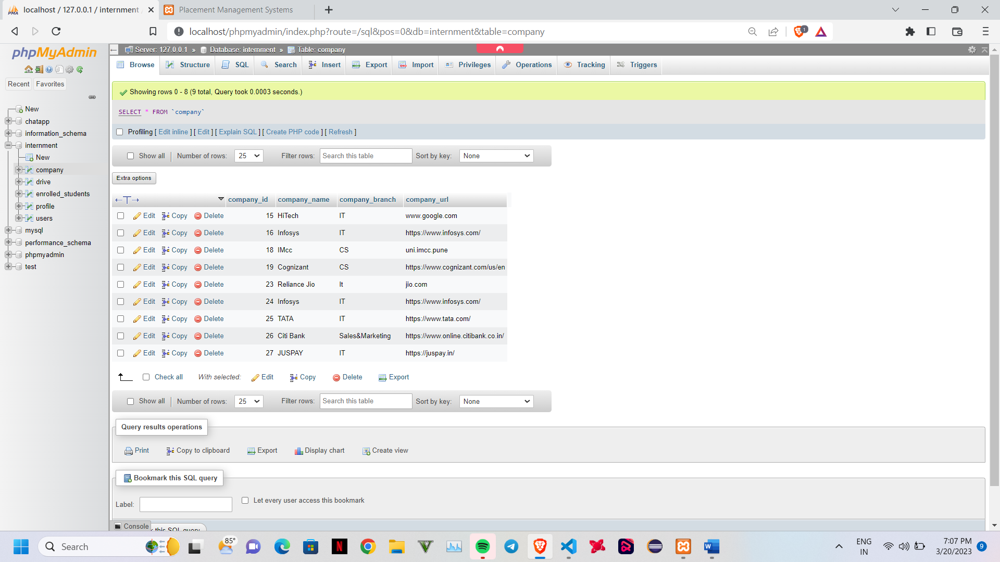 localhost / 127.0.0.1 / internment
Placement Management Systems
localhost/phpmyadmin/index.php?route=/sql&pos=0&db=internment&table=company
1
phpMyAdmin
Recent Favorites
New
chatapp
information_schema
internment
New
company
drive
enrolled_students
profile
users
mysql
performance_schema
phpmyadmin
test
Server: 127.0.0.1 » Database: internment » Table: company
Browse Structure SQL Search Insert Export Import Privileges Operations Tracking Triggers
Showing rows 0 - 8 (9 total, Query took 0.0003 seconds.)
SELECT * FROM `company`
Profiling [ Edit inline ] [ Edit ] [ Explain SQL ] [ Create PHP code ] [ Refresh ]
Show all Number of rows: 25 Filter rows: Search this table Sort by key: None
Extra options
company_id company_name company_branch company_url
Edit Copy Delete 15 HiTech IT www.google.com
Edit Copy Delete 16 Infosys IT https://www.infosys.com/
Edit Copy Delete 18 IMcc CS uni.imcc.pune
Edit Copy Delete 19 Cognizant CS https://www.cognizant.com/us/en
Edit Copy Delete 23 Reliance Jio It jio.com
Edit Copy Delete 24 Infosys IT https://www.infosys.com/
Edit Copy Delete 25 TATA IT https://www.tata.com/
Edit Copy Delete 26 Citi Bank Sales&Marketing https://www.online.citibank.co.in/
Edit Copy Delete 27 JUSPAY IT https://juspay.in/
Check all With selected: Edit Copy Delete Export
Show all Number of rows: 25 Filter rows: Search this table Sort by key: None
Query results operations
Print Copy to clipboard Export Display chart Create view
Bookmark this SQL query
Label: Let every user access this bookmark
Console
this SQL query
Search
85°
ENG
IN
7:07 PM
3/20/2023
9